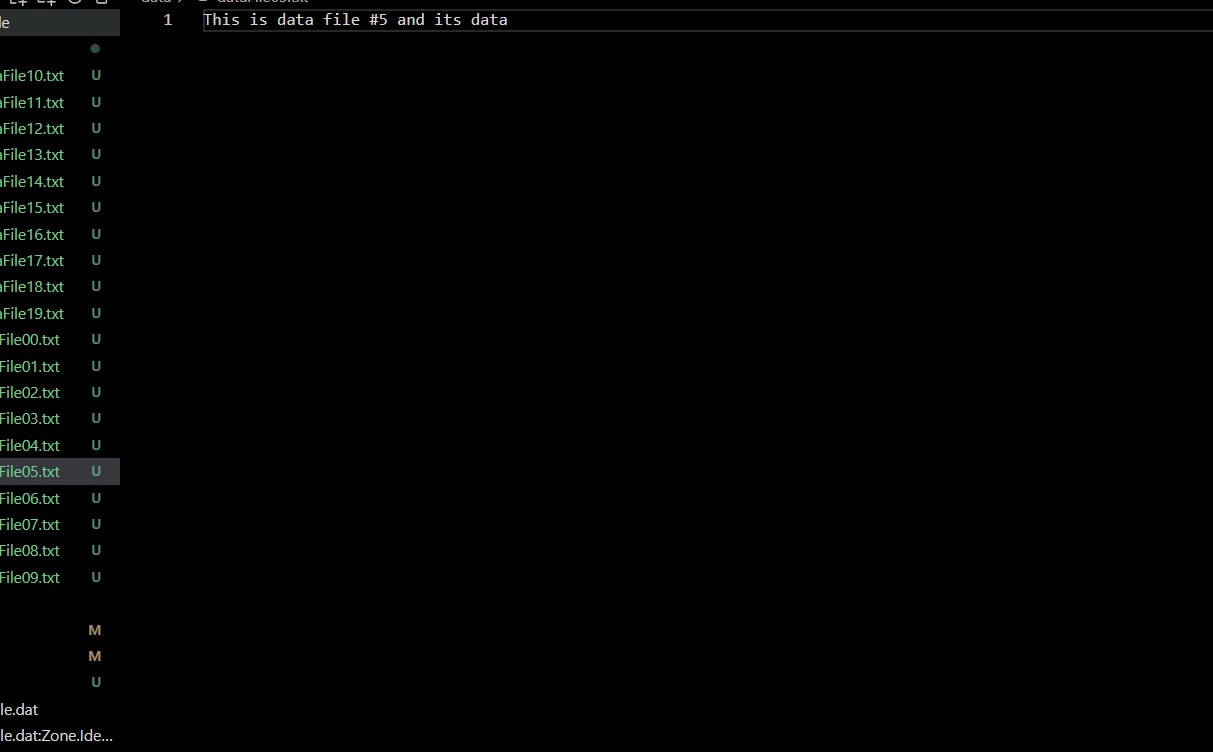 le
1 This is data file #5 and its data
aFile10.txt U
aFile11.txt U
aFile12.txt U
aFile13.txt U
aFile14.txt U
aFile15.txt U
aFile16.txt U
aFile17.txt U
aFile18.txt U
aFile19.txt U
File00.txt U
File01.txt U
File02.txt U
File03.txt U
File04.txt U
File05.txt U
File06.txt U
File07.txt U
File08.txt U
File09.txt U
M
M
U
le.dat
le.dat:Zone.Ide...